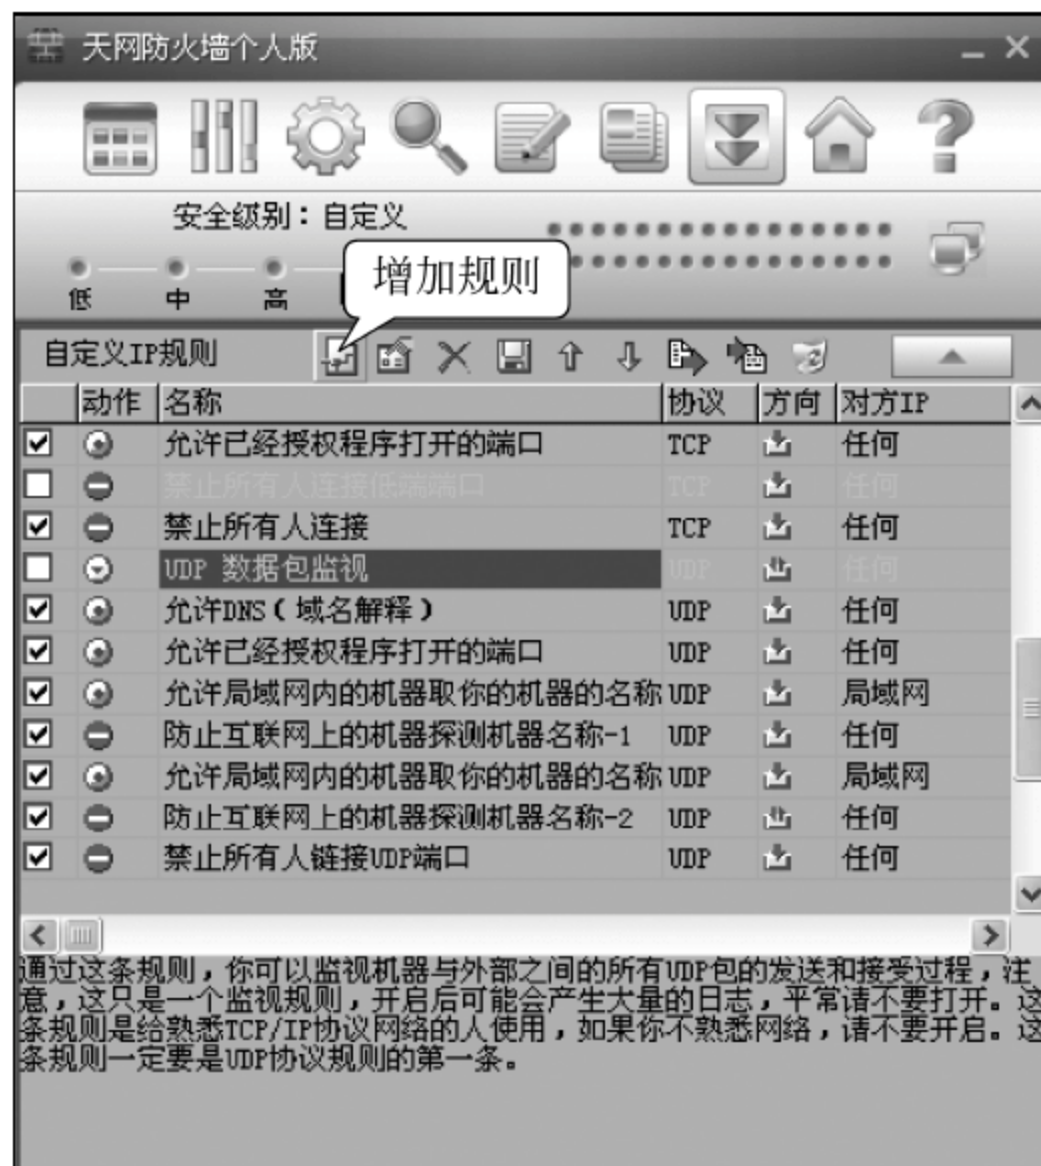 天网防火墙个人版
安全级别：自定义
增加规则
低 中 高
自定义IP规则
动作 名称 协议 方向 对方IP
允许已经授权程序打开的端口 TCP 任何
禁止所有人连接低端端口 TCP 任何
禁止所有人连接 TCP 任何
UDP 数据包监视 UDP 任何
允许DNS（域名解释） UDP 任何
允许已经授权程序打开的端口 UDP 任何
允许局域网内的机器取你的机器的名称 UDP 局域网
防止互联网上的机器探测机器名称-1 UDP 任何
允许局域网内的机器取你的机器的名称 UDP 局域网
防止互联网上的机器探测机器名称-2 UDP 任何
禁止所有人链接UDP端口 UDP 任何
通过这条规则，你可以监视机器与外部之间的所有UDP包的发送和接受过程，注
意，这只是一个监视规则，开启后可能会产生大量的日志，平常请不要打开。这
条规则是给熟悉TCP/IP协议网络的人使用，如果你不熟悉网络，请不要开启。这
条规则一定要是UDP协议规则的第一条。